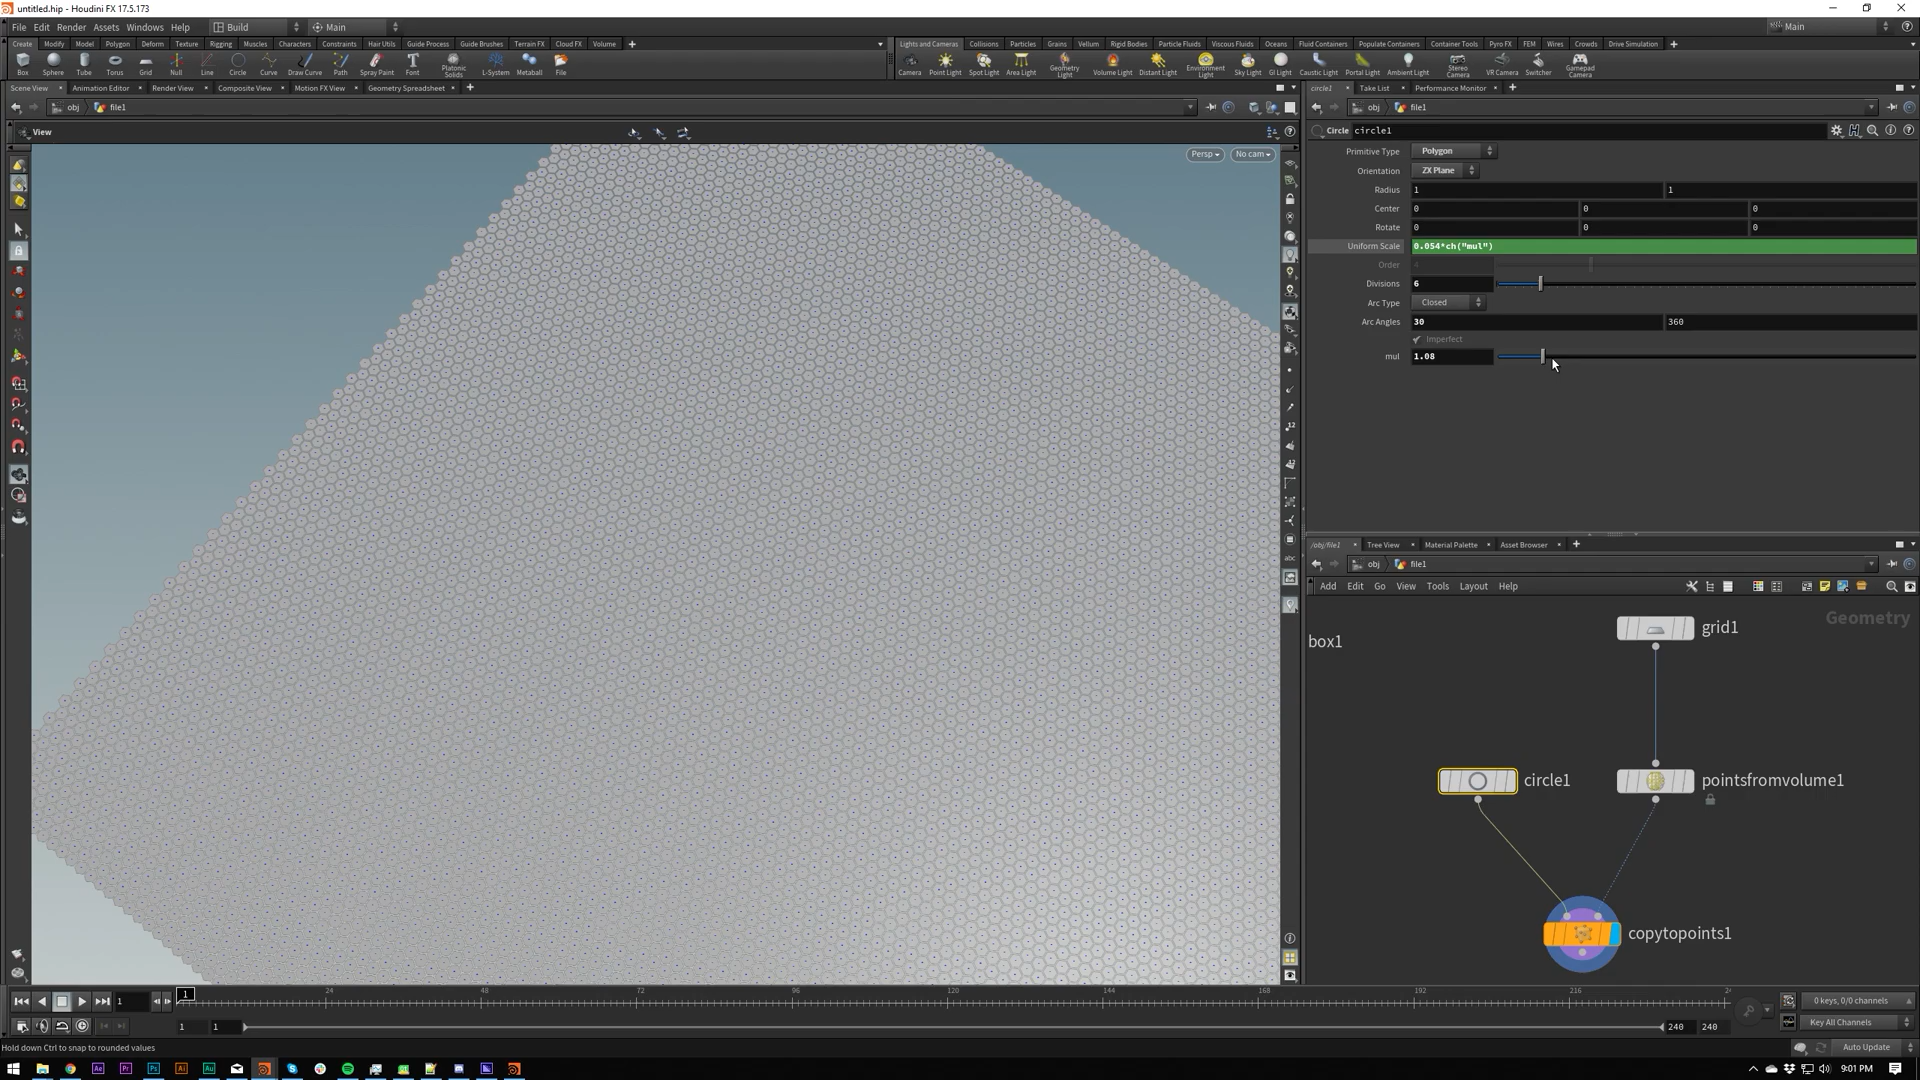 untitled.hip - Houdini FX 17.5.173
File Edit Render Assets Windows Help Build Main Main
Create Modify Model Polygon Deform Texture Rigging Muscles Characters Constraints Hair Utils Guide Process Guide Brushes Terrain FX Cloud FX Volume
Lights and Cameras Collisions Particles Grains Vellum Rigid Bodies Particle Fluids Viscous Fluids Oceans Fluid Containers Populate Containers Container Tools Pyro FX FEM Wires Crowds Drive Simulation
Box Sphere Tube Torus Grid Null Line Circle Curve Draw Curve Path Spray Paint Font Platonic Solids L-System Metaball File
Camera Point Light Spot Light Area Light Geometry Light Volume Light Distant Light Environment Light Sky Light GI Light Caustic Light Portal Light Ambient Light Stereo Camera VR Camera Switcher Gamepad Camera
Scene View Animation Editor Render View Composite View Motion FX View Geometry Spreadsheet
circle1 Take List Performance Monitor
obj file1
obj file1
View
Persp No cam
Circle circle1
Primitive Type Polygon
Orientation ZX Plane
Radius 1 1
Center 0 0 0
Rotate 0 0 0
Uniform Scale 0.054*ch("mul")
Order 4
Divisions 6
Arc Type Closed
Arc Angles 30 360
Imperfect
mul 1.08
/obj/file1 Tree View Material Palette Asset Browser
obj file1
Add Edit Go View Tools Layout Help
Geometry
box1
grid1
circle1
pointsfromvolume1
copytopoints1
12
abc
1 1 24 48 72 96 120 144 168 192 216
0 keys, 0/0 channels
1 1 240 240
Key All Channels
Hold down Ctrl to snap to rounded values
Auto Update
9:01 PM